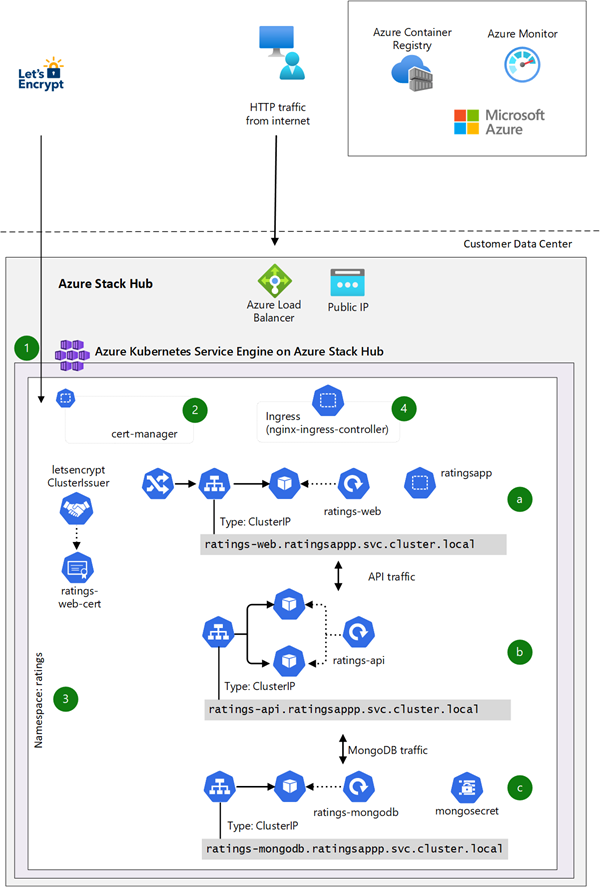 Let's
Encrypt
HTTP traffic
from internet
Azure Container
Registry
Azure Monitor
Microsoft
Azure
Customer Data Center
Azure Stack Hub
Azure Load
Balancer
Public IP
1
Azure Kubernetes Service Engine on Azure Stack Hub
2
cert-manager
4
Ingress
(nginx-ingress-controller)
letsencrypt
ClusterIssuer
ratings-
web-cert
ratings-web
ratingsapp
a
Type: ClusterIP
ratings-web.ratingsappp.svc.cluster.local
API traffic
ratings-api
b
Type: ClusterIP
ratings-api.ratingsappp.svc.cluster.local
Namespace: ratings
3
MongoDB traffic
ratings-mongodb
mongosecret
c
Type: ClusterIP
ratings-mongodb.ratingsappp.svc.cluster.local